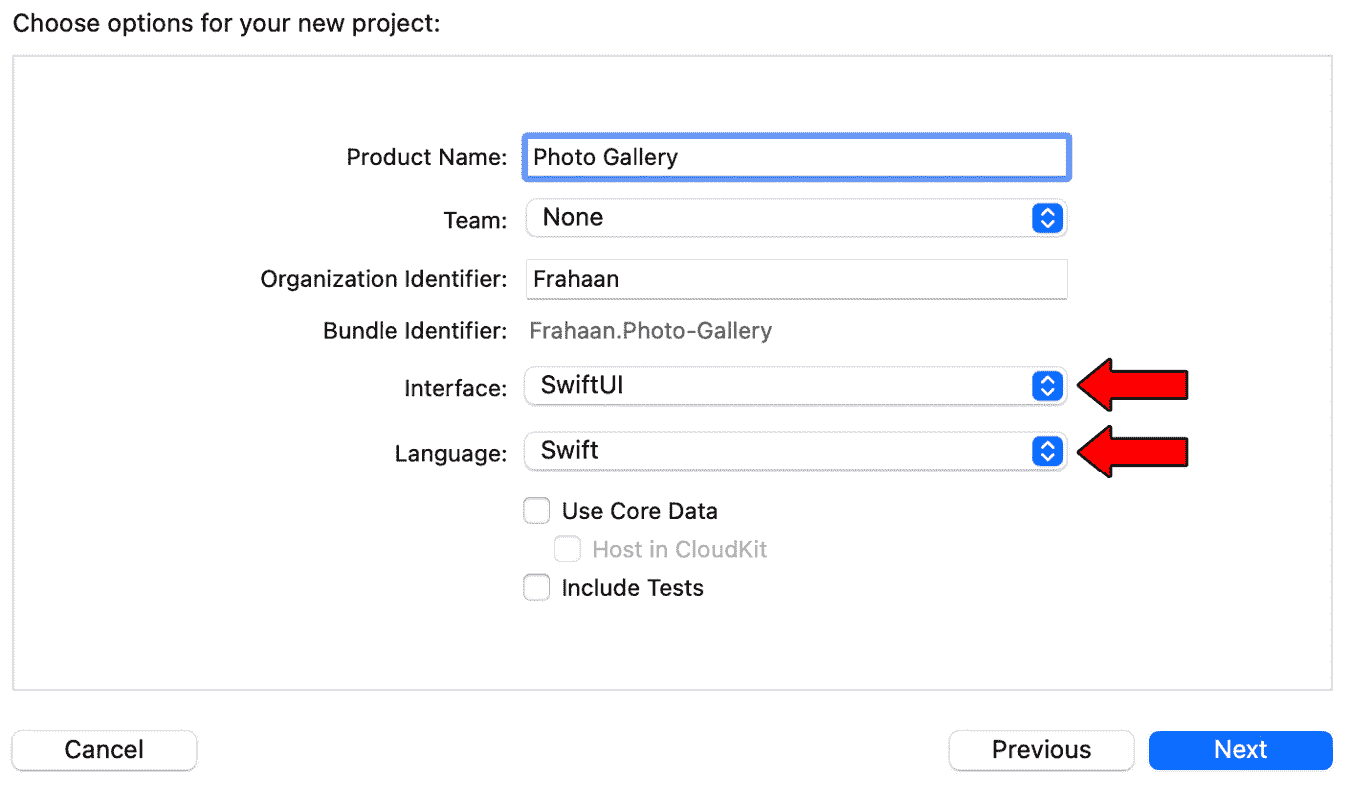 Choose options for your new project:
Product Name: Photo Gallery
Team: None
Organization Identifier: Frahaan
Bundle Identifier: Frahaan.Photo-Gallery
Interface: SwiftUI
Language: Swift
Use Core Data
Host in CloudKit
Include Tests
Cancel Previous Next